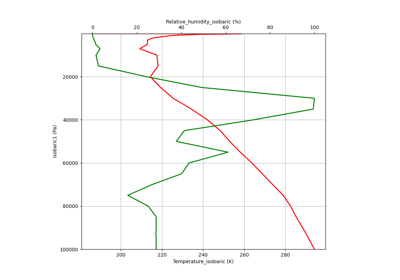 Relative_humidity_isobaric (%)
0 20 40 60 80 100
20000
40000
60000
80000
100000
isobaric1 (Pa)
200 220 240 260 280
Temperature_isobaric (K)